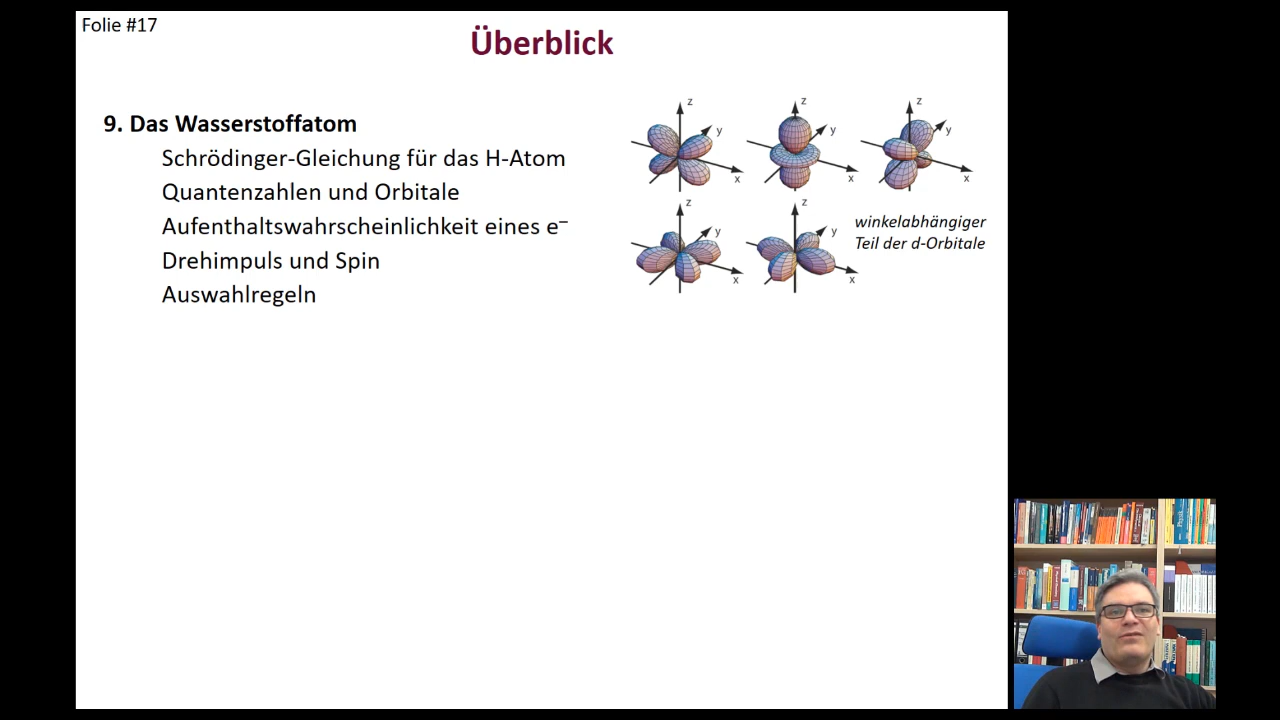 Folie #17
Überblick
9. Das Wasserstoffatom
Schrödinger-Gleichung für das H-Atom
Quantenzahlen und Orbitale
Aufenthaltswahrscheinlichkeit eines e⁻
Drehimpuls und Spin
Auswahlregeln
z y x
z y x
z y x
z y x
z y x
winkelabhängiger
Teil der d-Orbitale